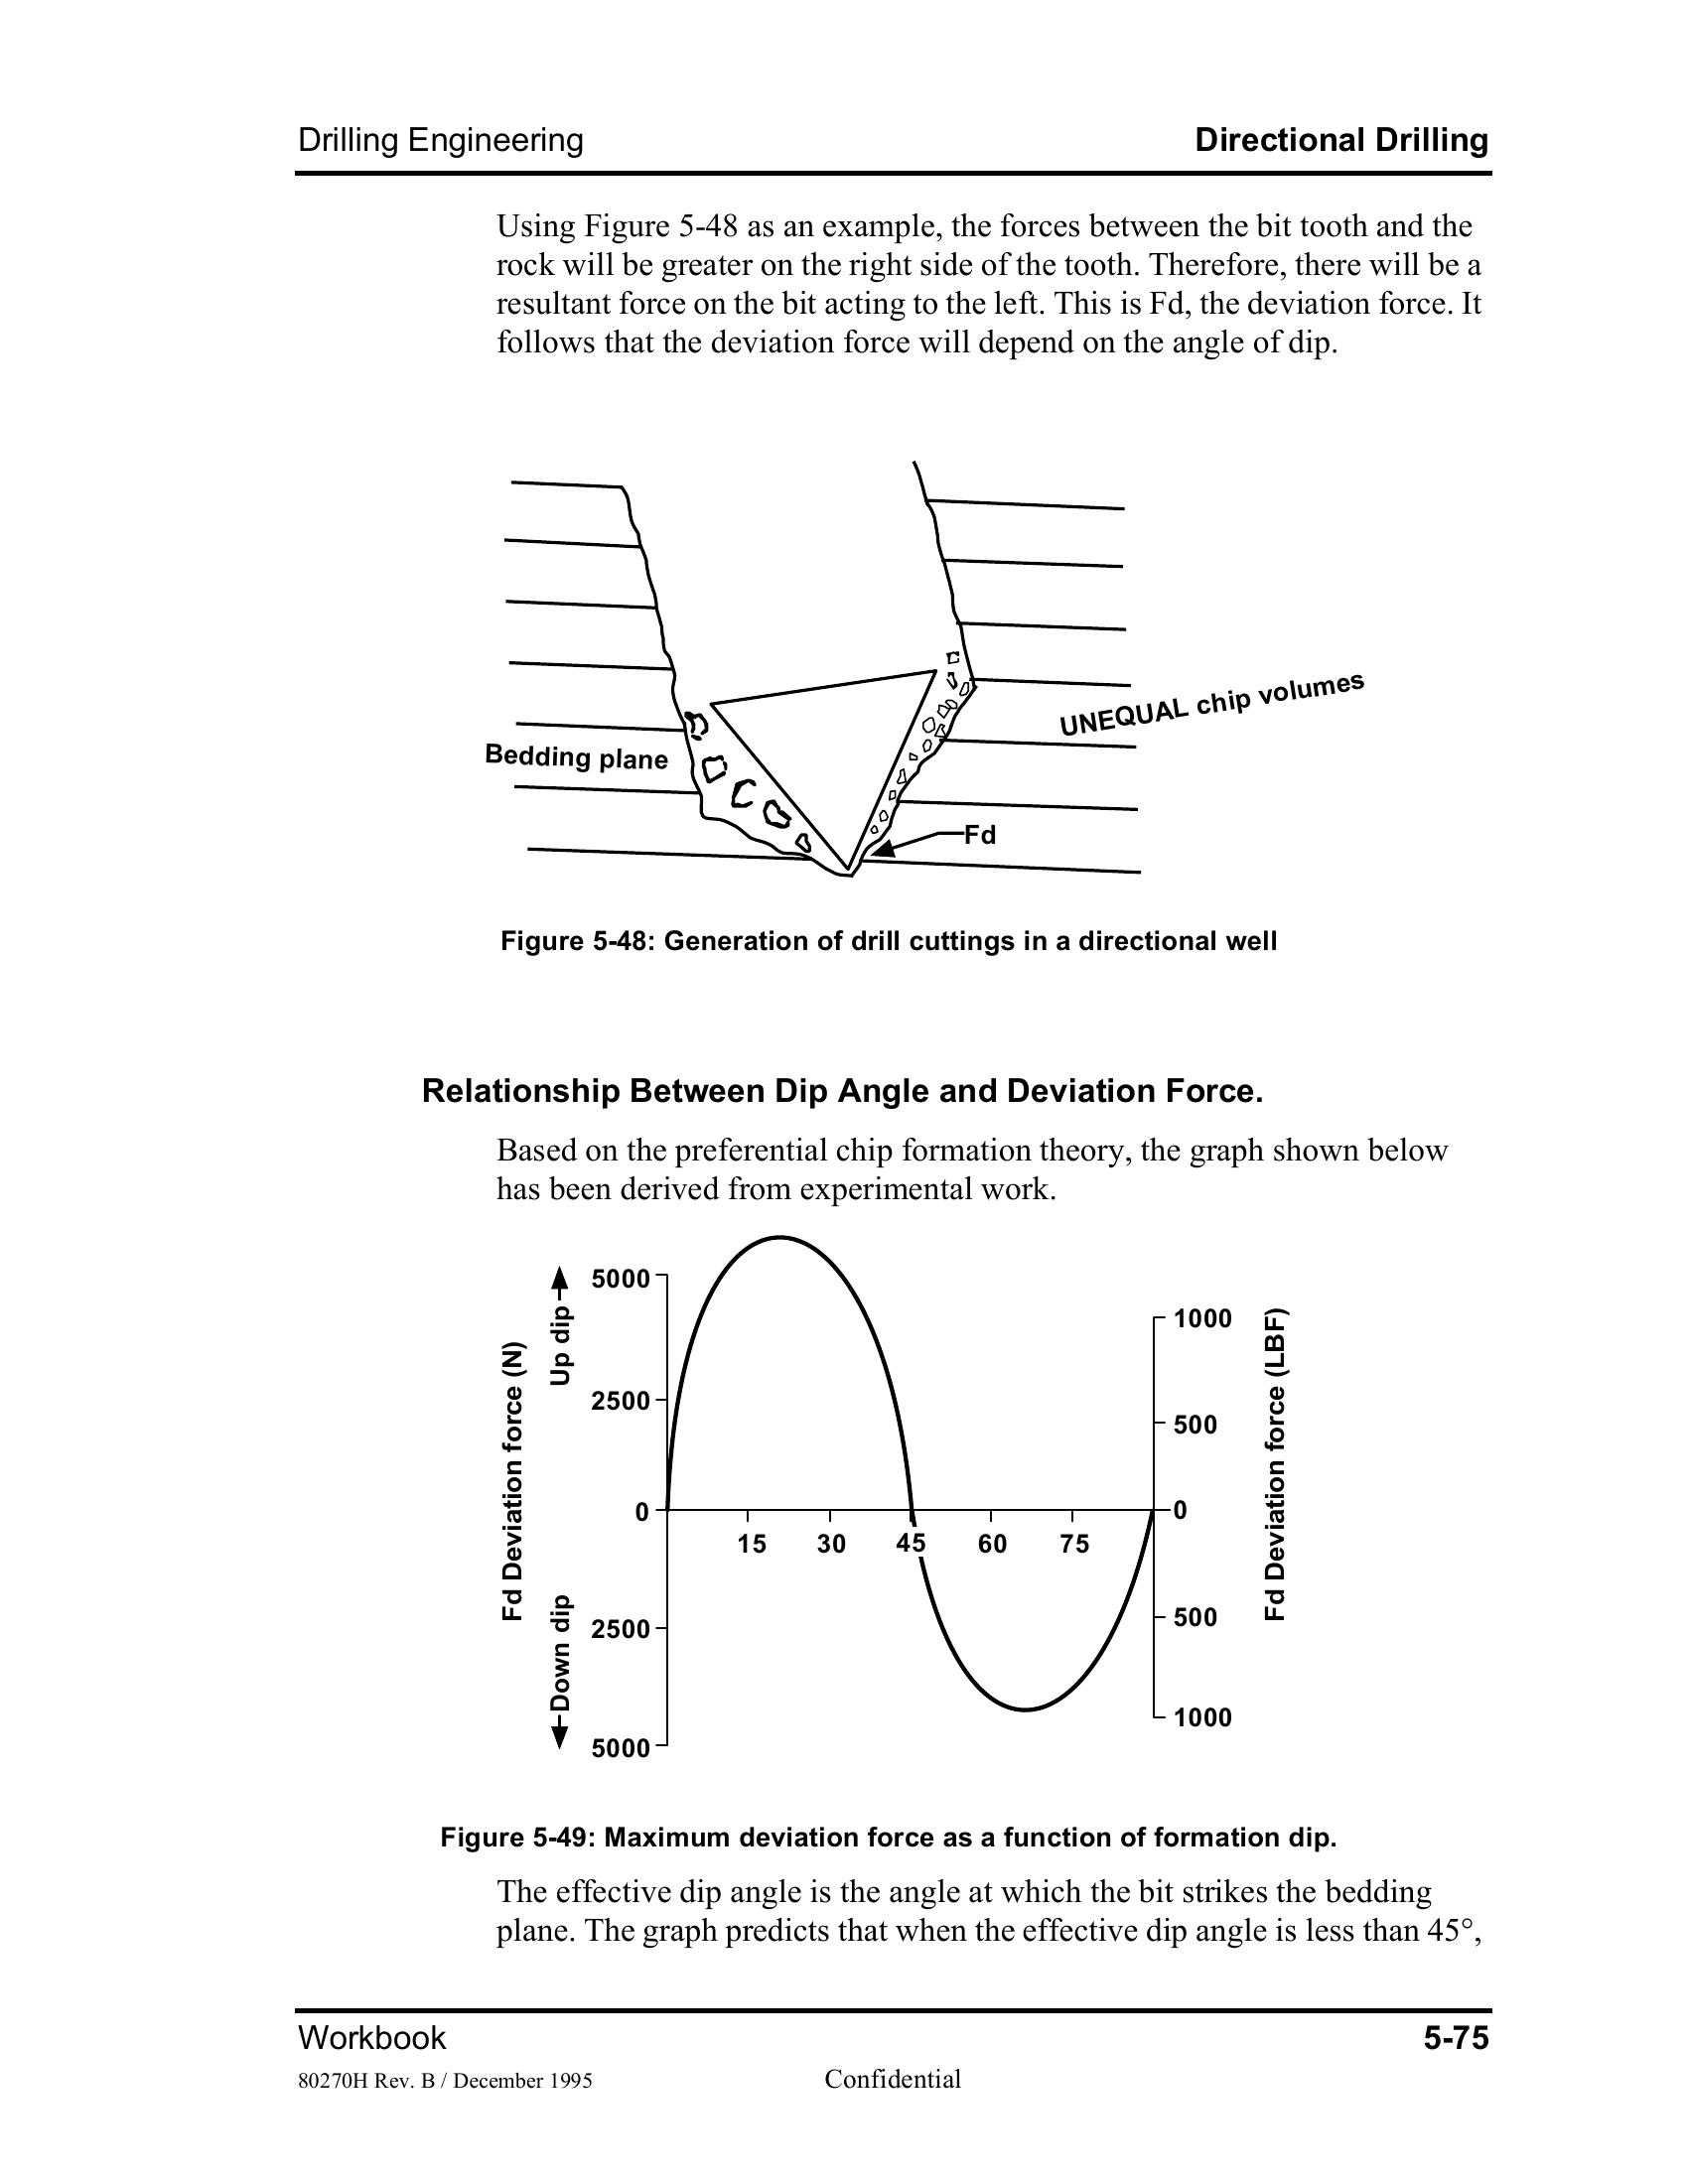 Drilling Engineering
Directional Drilling
Using Figure 5-48 as an example, the forces between the bit tooth and the
rock will be greater on the right side of the tooth. Therefore, there will be a
resultant force on the bit acting to the left. This is Fd, the deviation force. It
follows that the deviation force will depend on the angle of dip.
UNEQUAL chip volumes
Bedding plane
Fd
Figure 5-48: Generation of drill cuttings in a directional well
Relationship Between Dip Angle and Deviation Force.
Based on the preferential chip formation theory, the graph shown below
has been derived from experimental work.
Fd Deviation force (N)
Up dip
Down dip
5000
2500
0
2500
5000
15 30 45 60 75
1000
500
0
500
1000
Fd Deviation force (LBF)
Figure 5-49: Maximum deviation force as a function of formation dip.
The effective dip angle is the angle at which the bit strikes the bedding
plane. The graph predicts that when the effective dip angle is less than 45°,
Workbook
5-75
80270H Rev. B / December 1995
Confidential